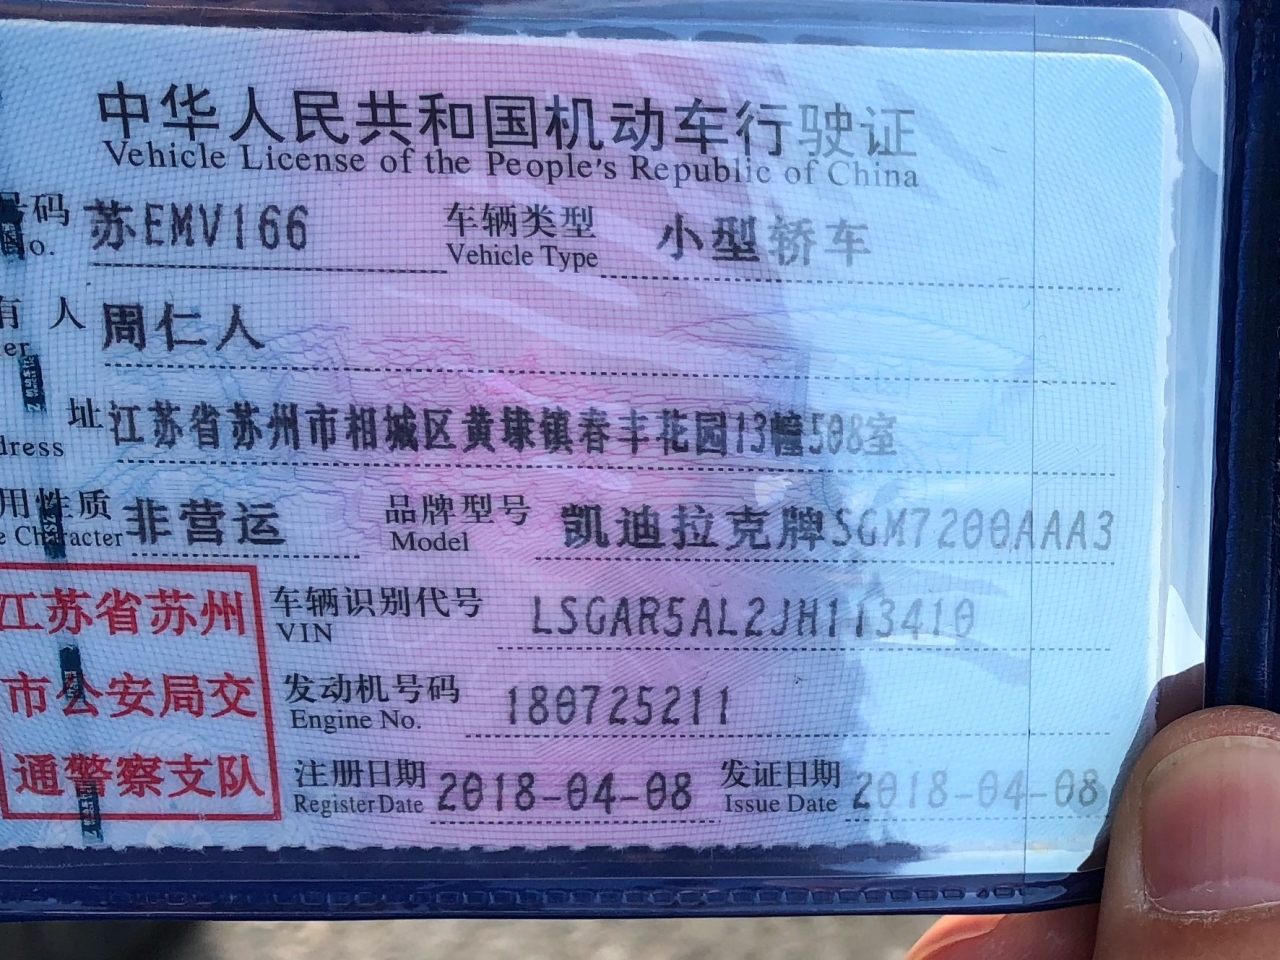 中华人民共和国机动车行驶证
Vehicle License of the People's Republic of China
号码 苏EMV166 车辆类型 小型轿车
No. Vehicle Type
有 人 周仁人
er
址 江苏省苏州市相城区黄埭镇春丰花园13幢508室
dress
用性质 非营运 品牌型号 凯迪拉克牌SGM7200AAA3
e Character Model
江苏省苏州
市公安局交
通警察支队
车辆识别代号 LSGAR5AL2JH113410
VIN
发动机号码 180725211
Engine No.
注册日期 2018-04-08 发证日期 2018-04-08
Register Date Issue Date